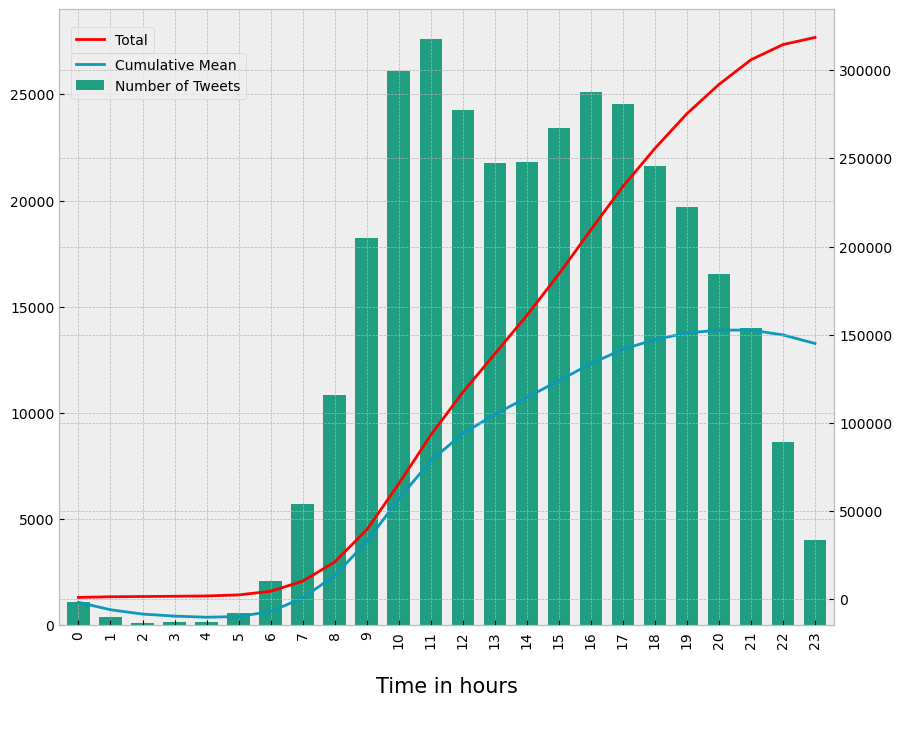 Total
Cumulative Mean
Number of Tweets
25000
20000
15000
10000
5000
0
300000
250000
200000
150000
100000
50000
0
0 1 2 3 4 5 6 7 8 9 10 11 12 13 14 15 16 17 18 19 20 21 22 23
Time in hours